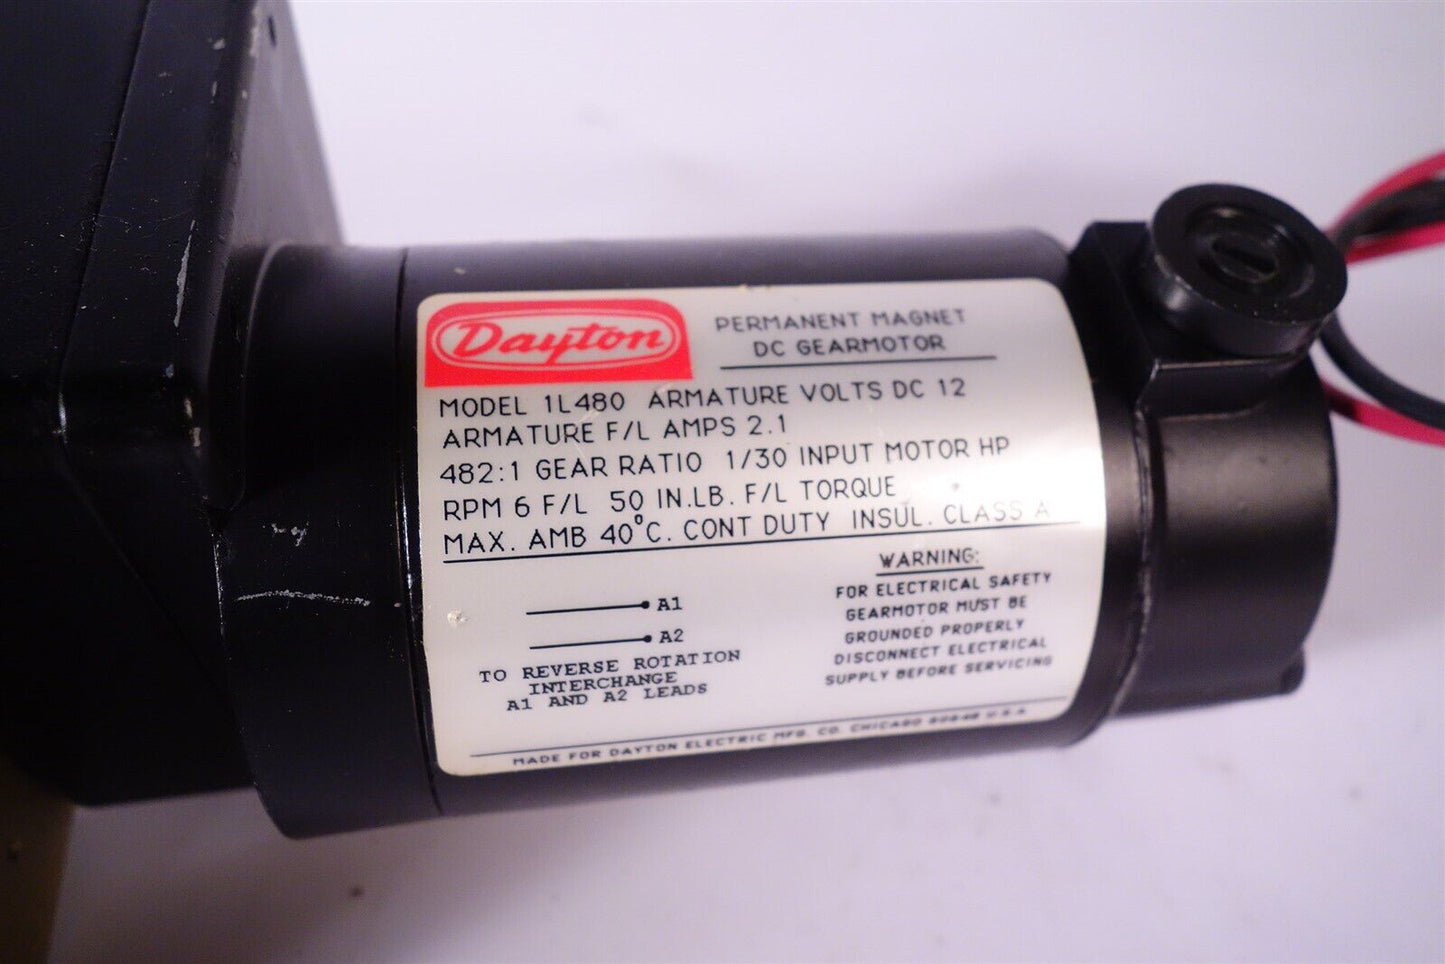 Dayton
PERMANENT MAGNET
DC GEARMOTOR
MODEL 1L480 ARMATURE VOLTS DC 12
ARMATURE F/L AMPS 2.1
482:1 GEAR RATIO 1/30 INPUT MOTOR HP
RPM 6 F/L 50 IN.LB. F/L TORQUE
MAX. AMB 40°C. CONT DUTY INSUL. CLASS A
A1
A2
TO REVERSE ROTATION
INTERCHANGE
A1 AND A2 LEADS
WARNING:
FOR ELECTRICAL SAFETY
GEARMOTOR MUST BE
GROUNDED PROPERLY
DISCONNECT ELECTRICAL
SUPPLY BEFORE SERVICING
MADE FOR DAYTON ELECTRIC MFG. CO. CHICAGO 60648 U.S.A